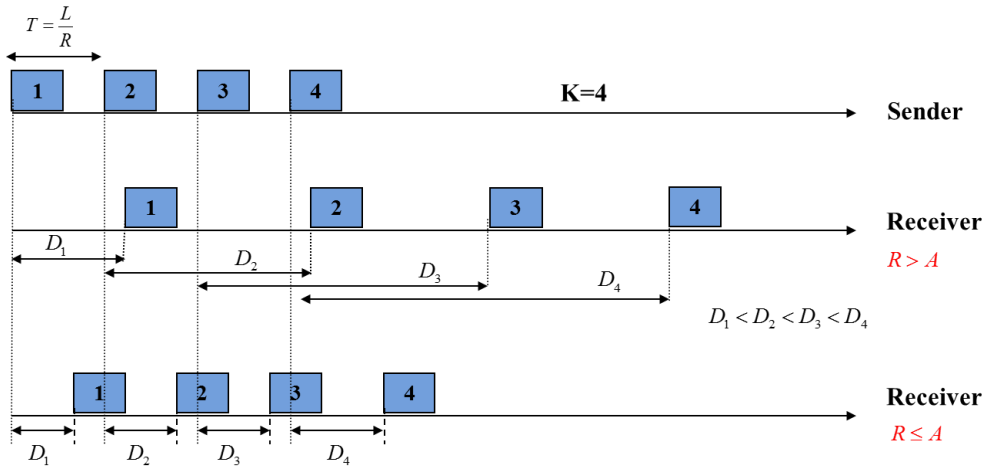 T = L/R
1 2 3 4
K=4
Sender
1 2 3 4
Receiver
R > A
D₁
D₂
D₃
D₄
D₁ < D₂ < D₃ < D₄
1 2 3 4
Receiver
R ≤ A
D₁ D₂ D₃ D₄